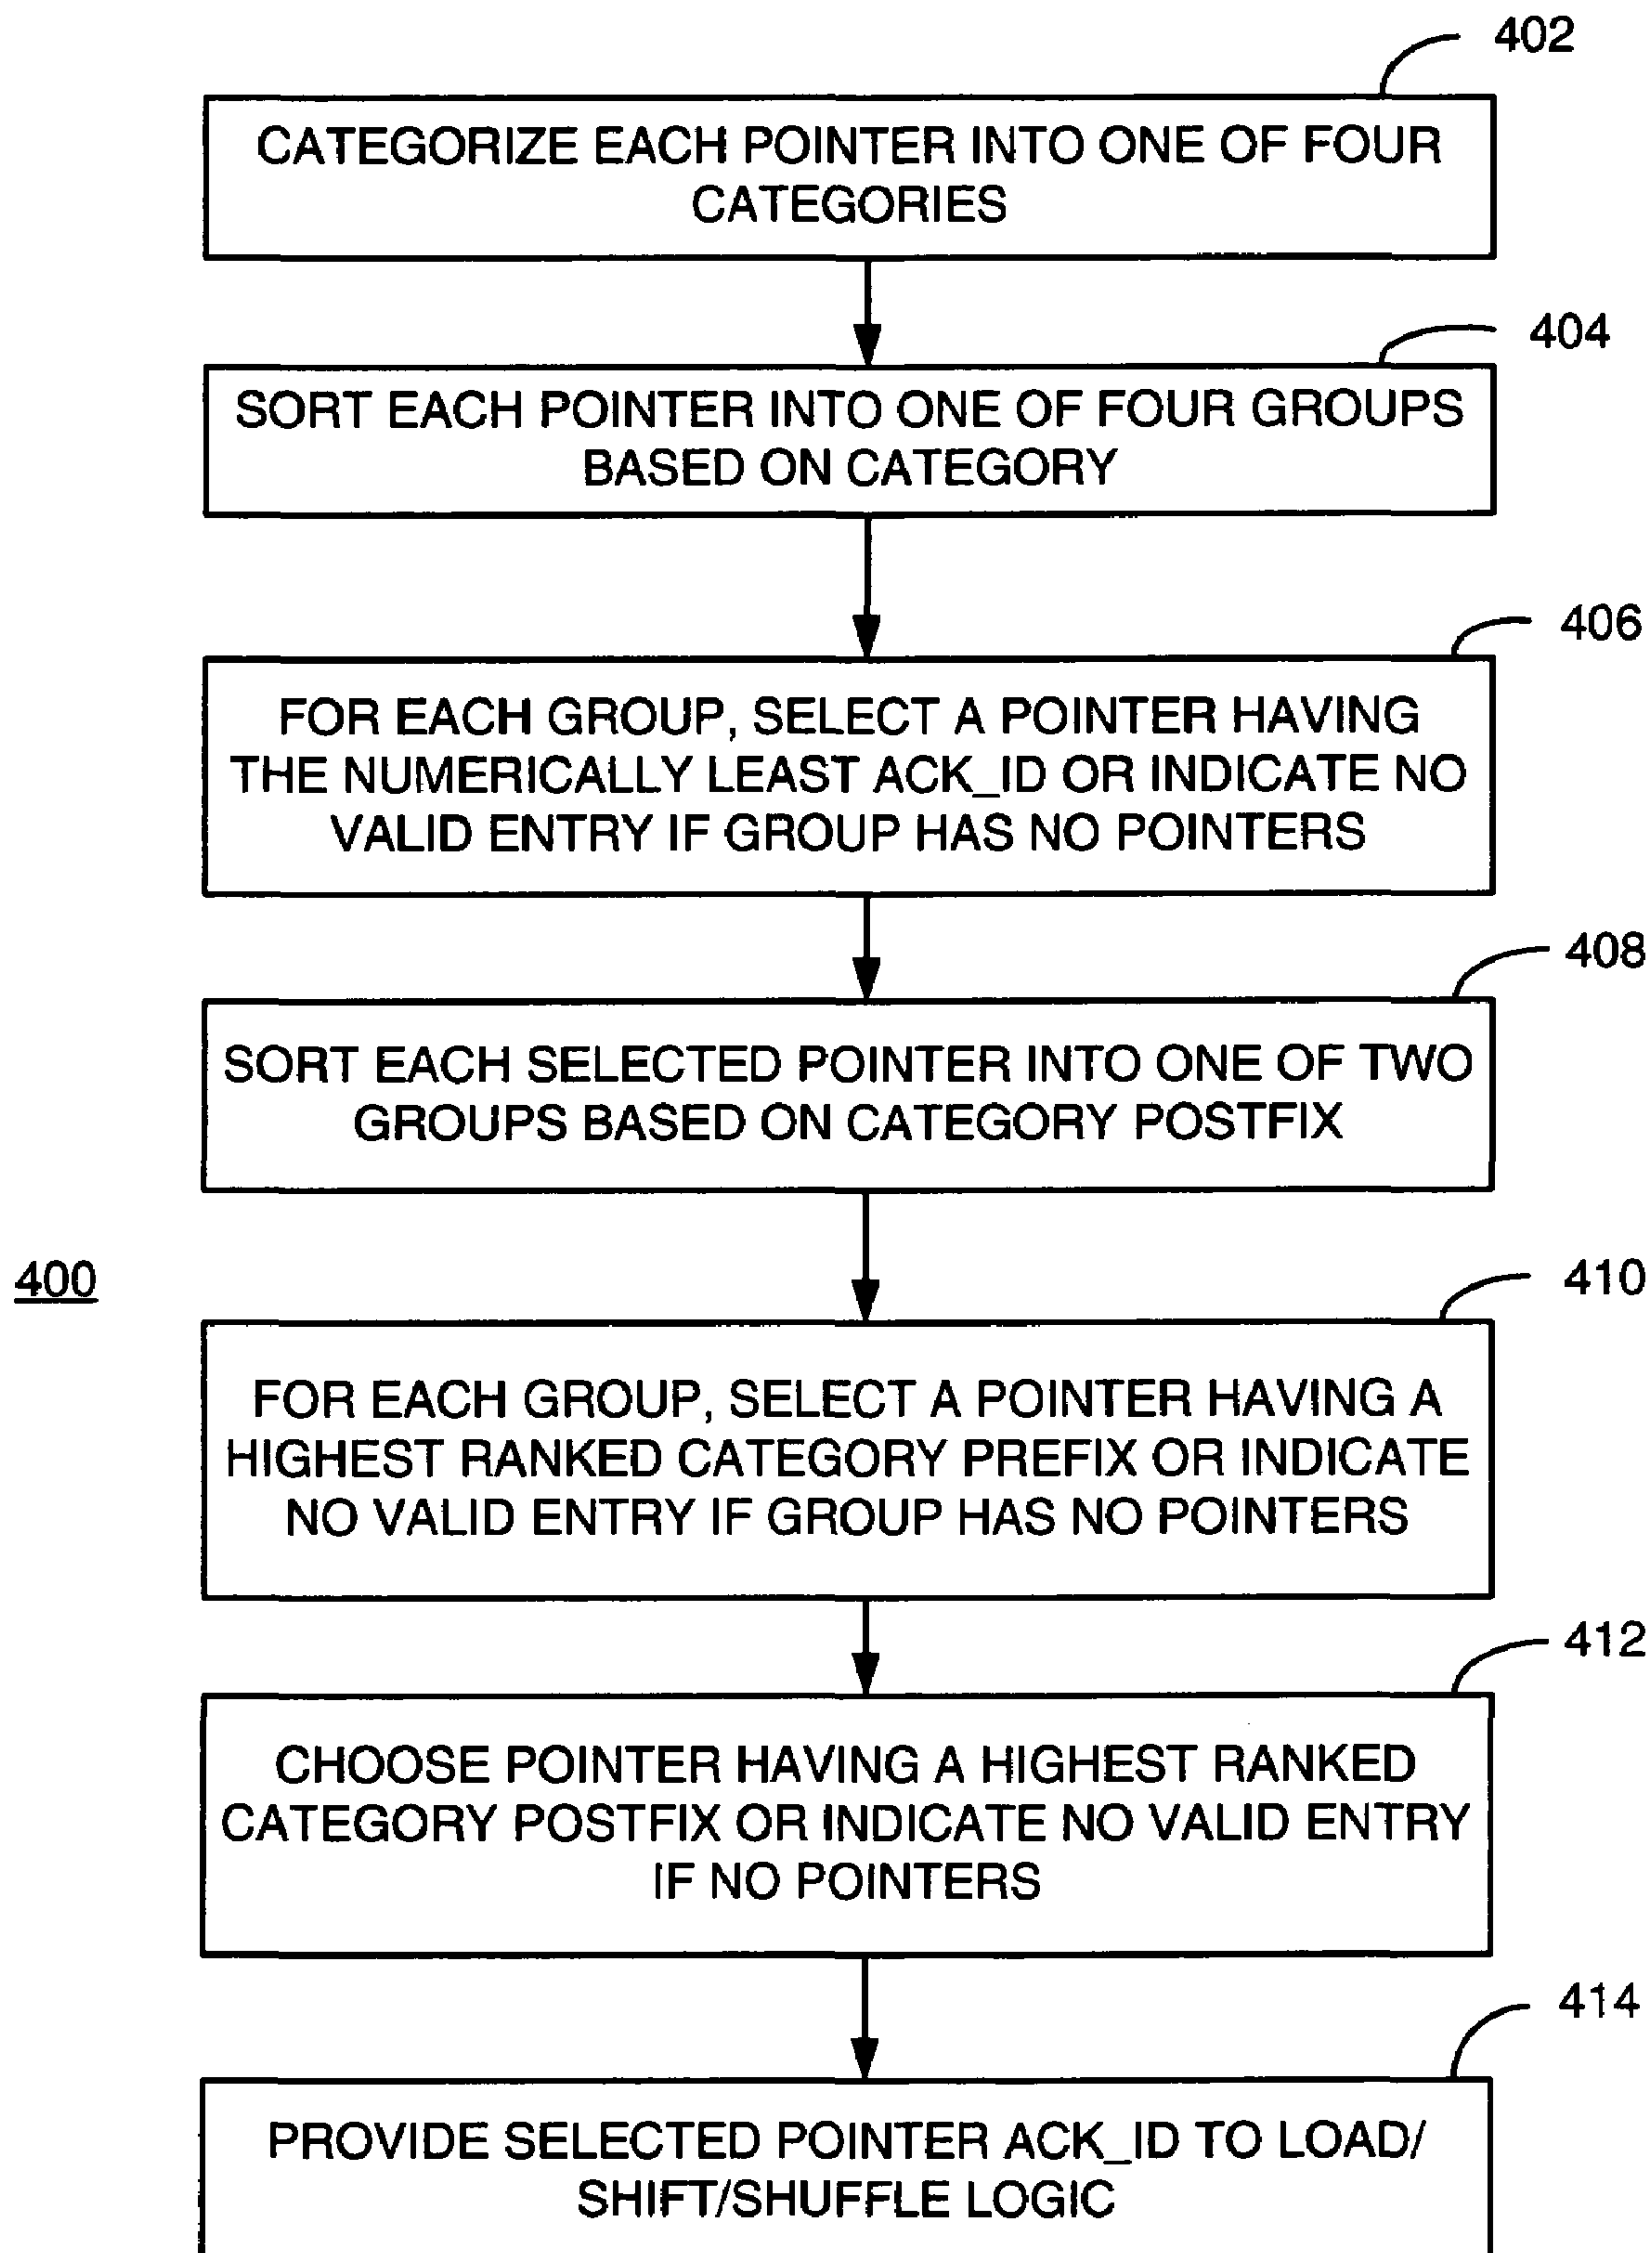 402
CATEGORIZE EACH POINTER INTO ONE OF FOUR
CATEGORIES
404
SORT EACH POINTER INTO ONE OF FOUR GROUPS
BASED ON CATEGORY
406
FOR EACH GROUP, SELECT A POINTER HAVING
THE NUMERICALLY LEAST ACK_ID OR INDICATE NO
VALID ENTRY IF GROUP HAS NO POINTERS
408
SORT EACH SELECTED POINTER INTO ONE OF TWO
GROUPS BASED ON CATEGORY POSTFIX
400
410
FOR EACH GROUP, SELECT A POINTER HAVING A
HIGHEST RANKED CATEGORY PREFIX OR INDICATE
NO VALID ENTRY IF GROUP HAS NO POINTERS
412
CHOOSE POINTER HAVING A HIGHEST RANKED
CATEGORY POSTFIX OR INDICATE NO VALID ENTRY
IF NO POINTERS
414
PROVIDE SELECTED POINTER ACK_ID TO LOAD/
SHIFT/SHUFFLE LOGIC